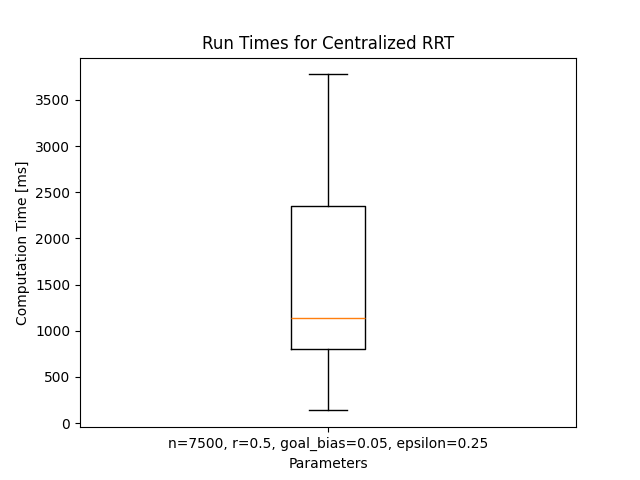 Run Times for Centralized RRT
Computation Time [ms]
3500
3000
2500
2000
1500
1000
500
0
n=7500, r=0.5, goal_bias=0.05, epsilon=0.25
Parameters